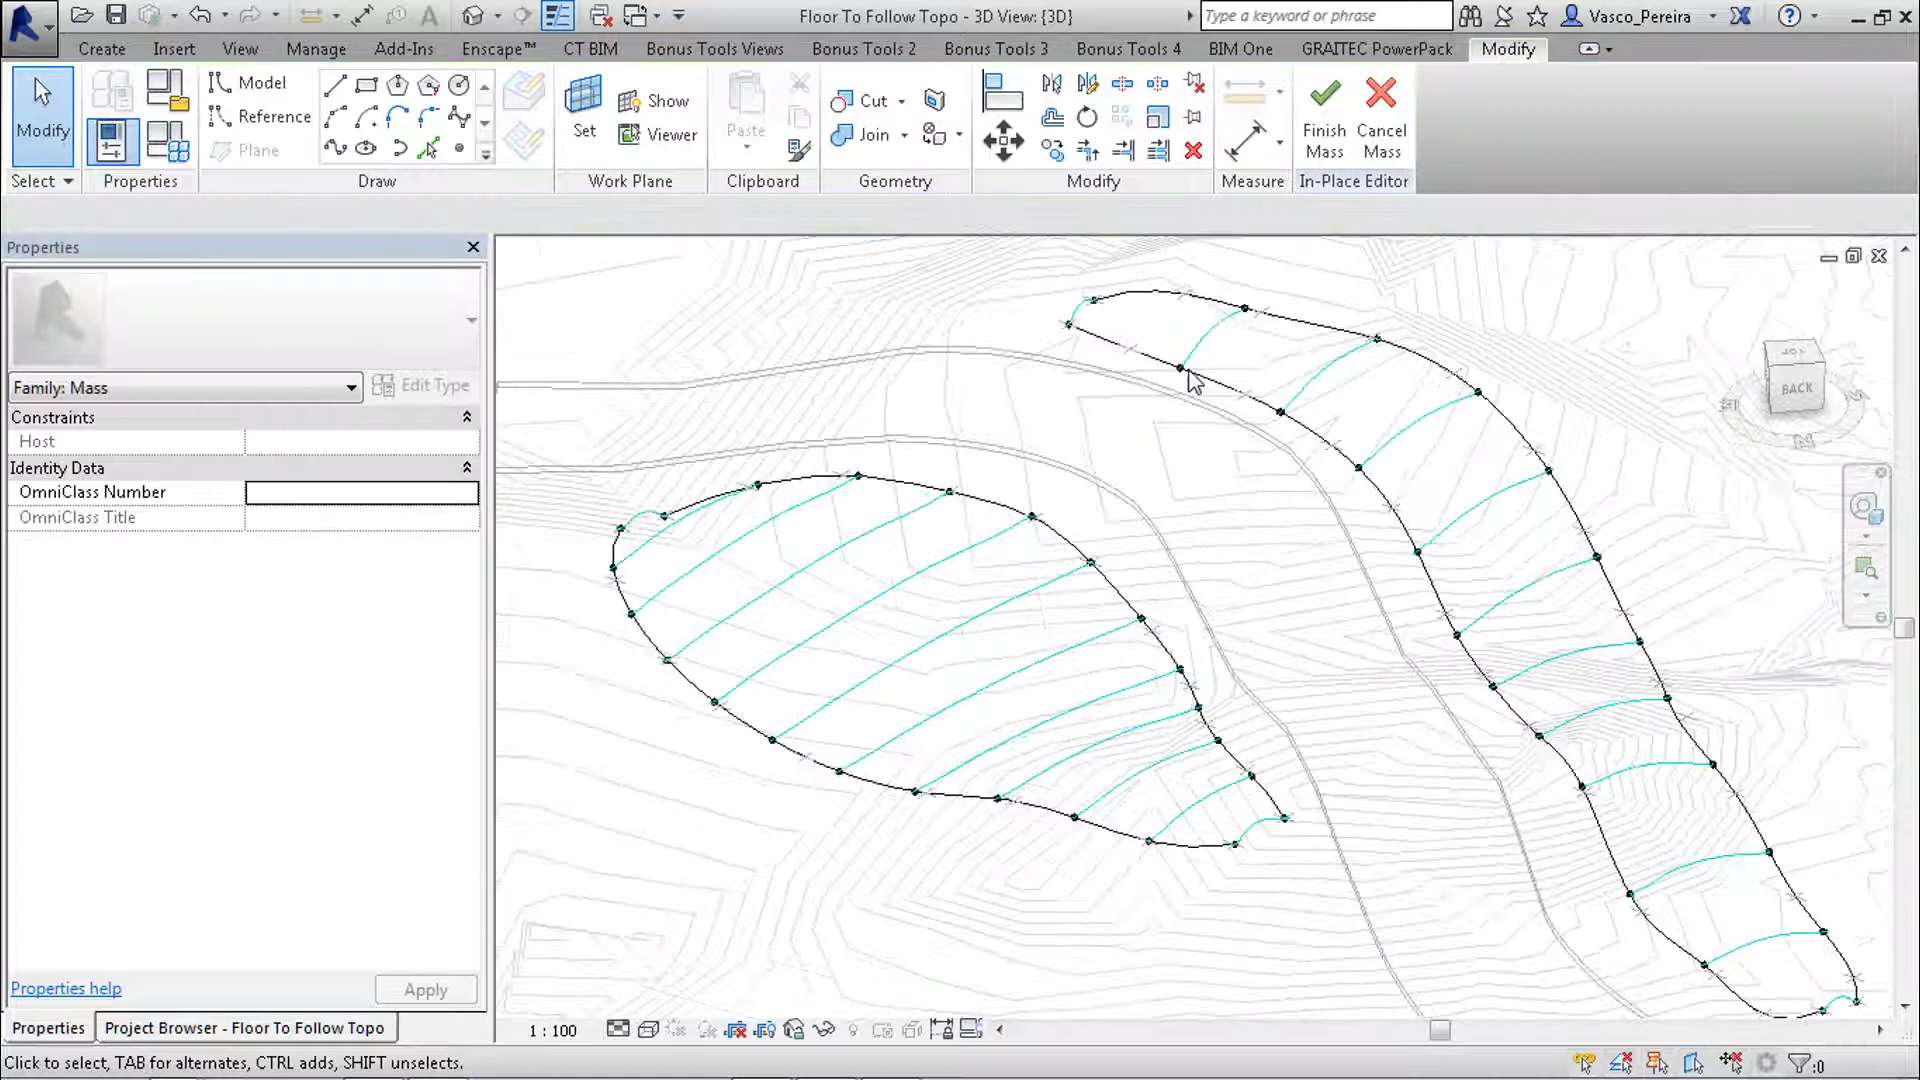 Floor To Follow Topo - 3D View: {3D}
Type a keyword or phrase
Vasco_Pereira
Create Insert View Manage Add-Ins Enscape™ CT BIM Bonus Tools Views Bonus Tools 2 Bonus Tools 3 Bonus Tools 4 BIM One GRAITEC PowerPack Modify
Modify
Model
Reference
Plane
Set
Show
Viewer
Paste
Cut
Join
Finish Mass
Cancel Mass
Select Properties Draw Work Plane Clipboard Geometry Modify Measure In-Place Editor
Properties
Family: Mass
Edit Type
Constraints
Host
Identity Data
OmniClass Number
OmniClass Title
BACK
Properties help
Apply
Properties
Project Browser - Floor To Follow Topo
1 : 100
Click to select, TAB for alternates, CTRL adds, SHIFT unselects.
:0